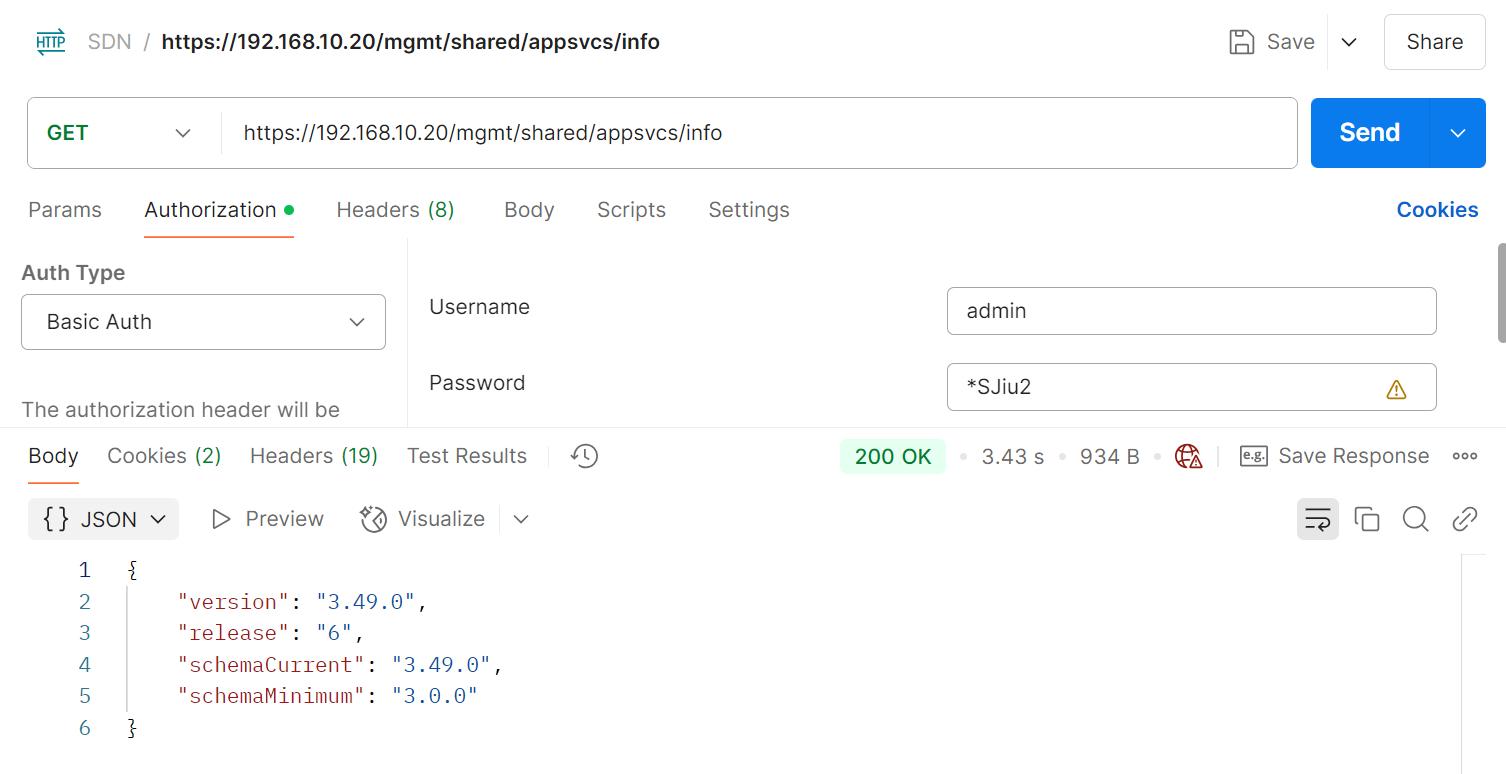 HTTP SDN / https://192.168.10.20/mgmt/shared/appsvcs/info Save Share
GET https://192.168.10.20/mgmt/shared/appsvcs/info Send
Params Authorization Headers (8) Body Scripts Settings Cookies
Auth Type
Basic Auth
Username admin
Password *SJiu2
The authorization header will be
Body Cookies (2) Headers (19) Test Results 200 OK • 3.43 s • 934 B • e.g. Save Response
{} JSON Preview Visualize
1 {
2 "version": "3.49.0",
3 "release": "6",
4 "schemaCurrent": "3.49.0",
5 "schemaMinimum": "3.0.0"
6 }